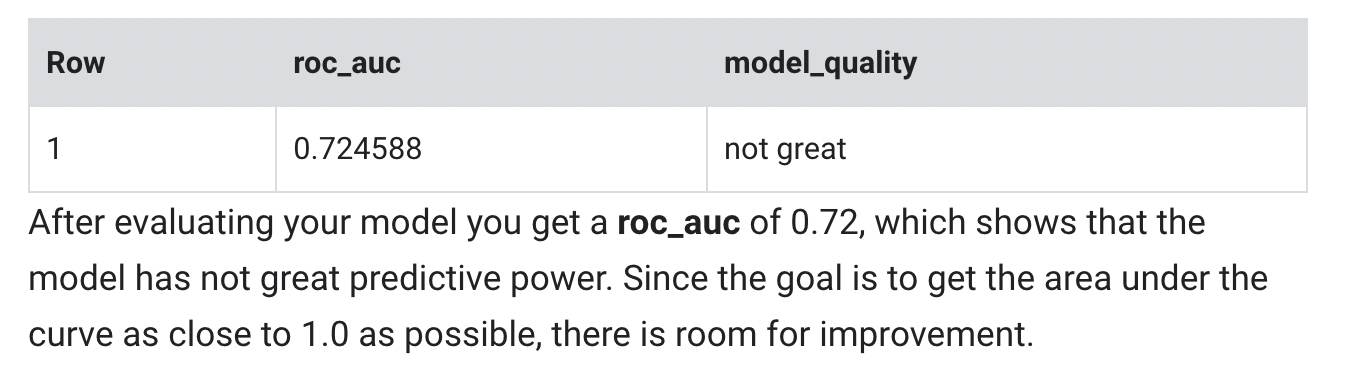 Row roc_auc model_quality
1 0.724588 not great
After evaluating your model you get a roc_auc of 0.72, which shows that the
model has not great predictive power. Since the goal is to get the area under the
curve as close to 1.0 as possible, there is room for improvement.